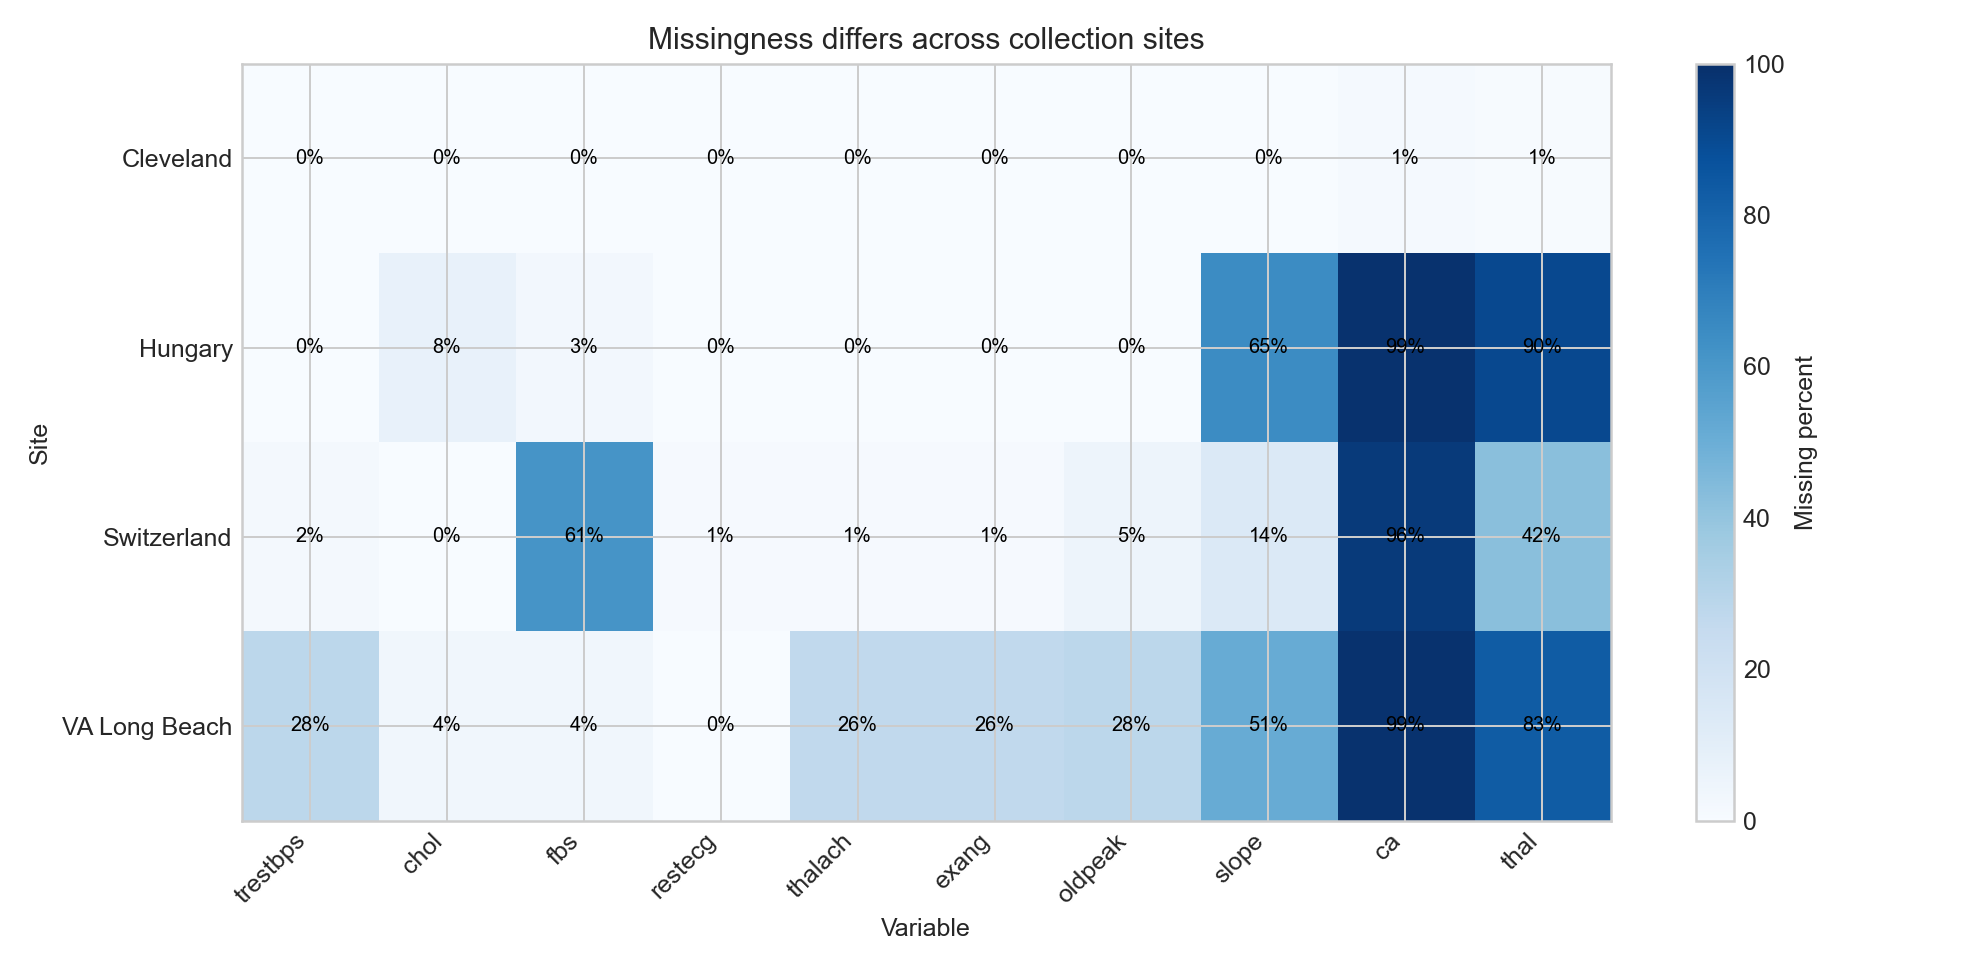 Missingness differs across collection sites
Cleveland 0% 0% 0% 0% 0% 0% 0% 0% 1% 1%
Hungary 0% 8% 3% 0% 0% 0% 0% 65% 99% 90%
Switzerland 2% 0% 61% 1% 1% 1% 5% 14% 96% 42%
VA Long Beach 28% 4% 4% 0% 26% 26% 28% 51% 99% 83%
Site
trestbps chol fbs restecg thalach exang oldpeak slope ca thal
Variable
100
80
60
40
20
0
Missing percent